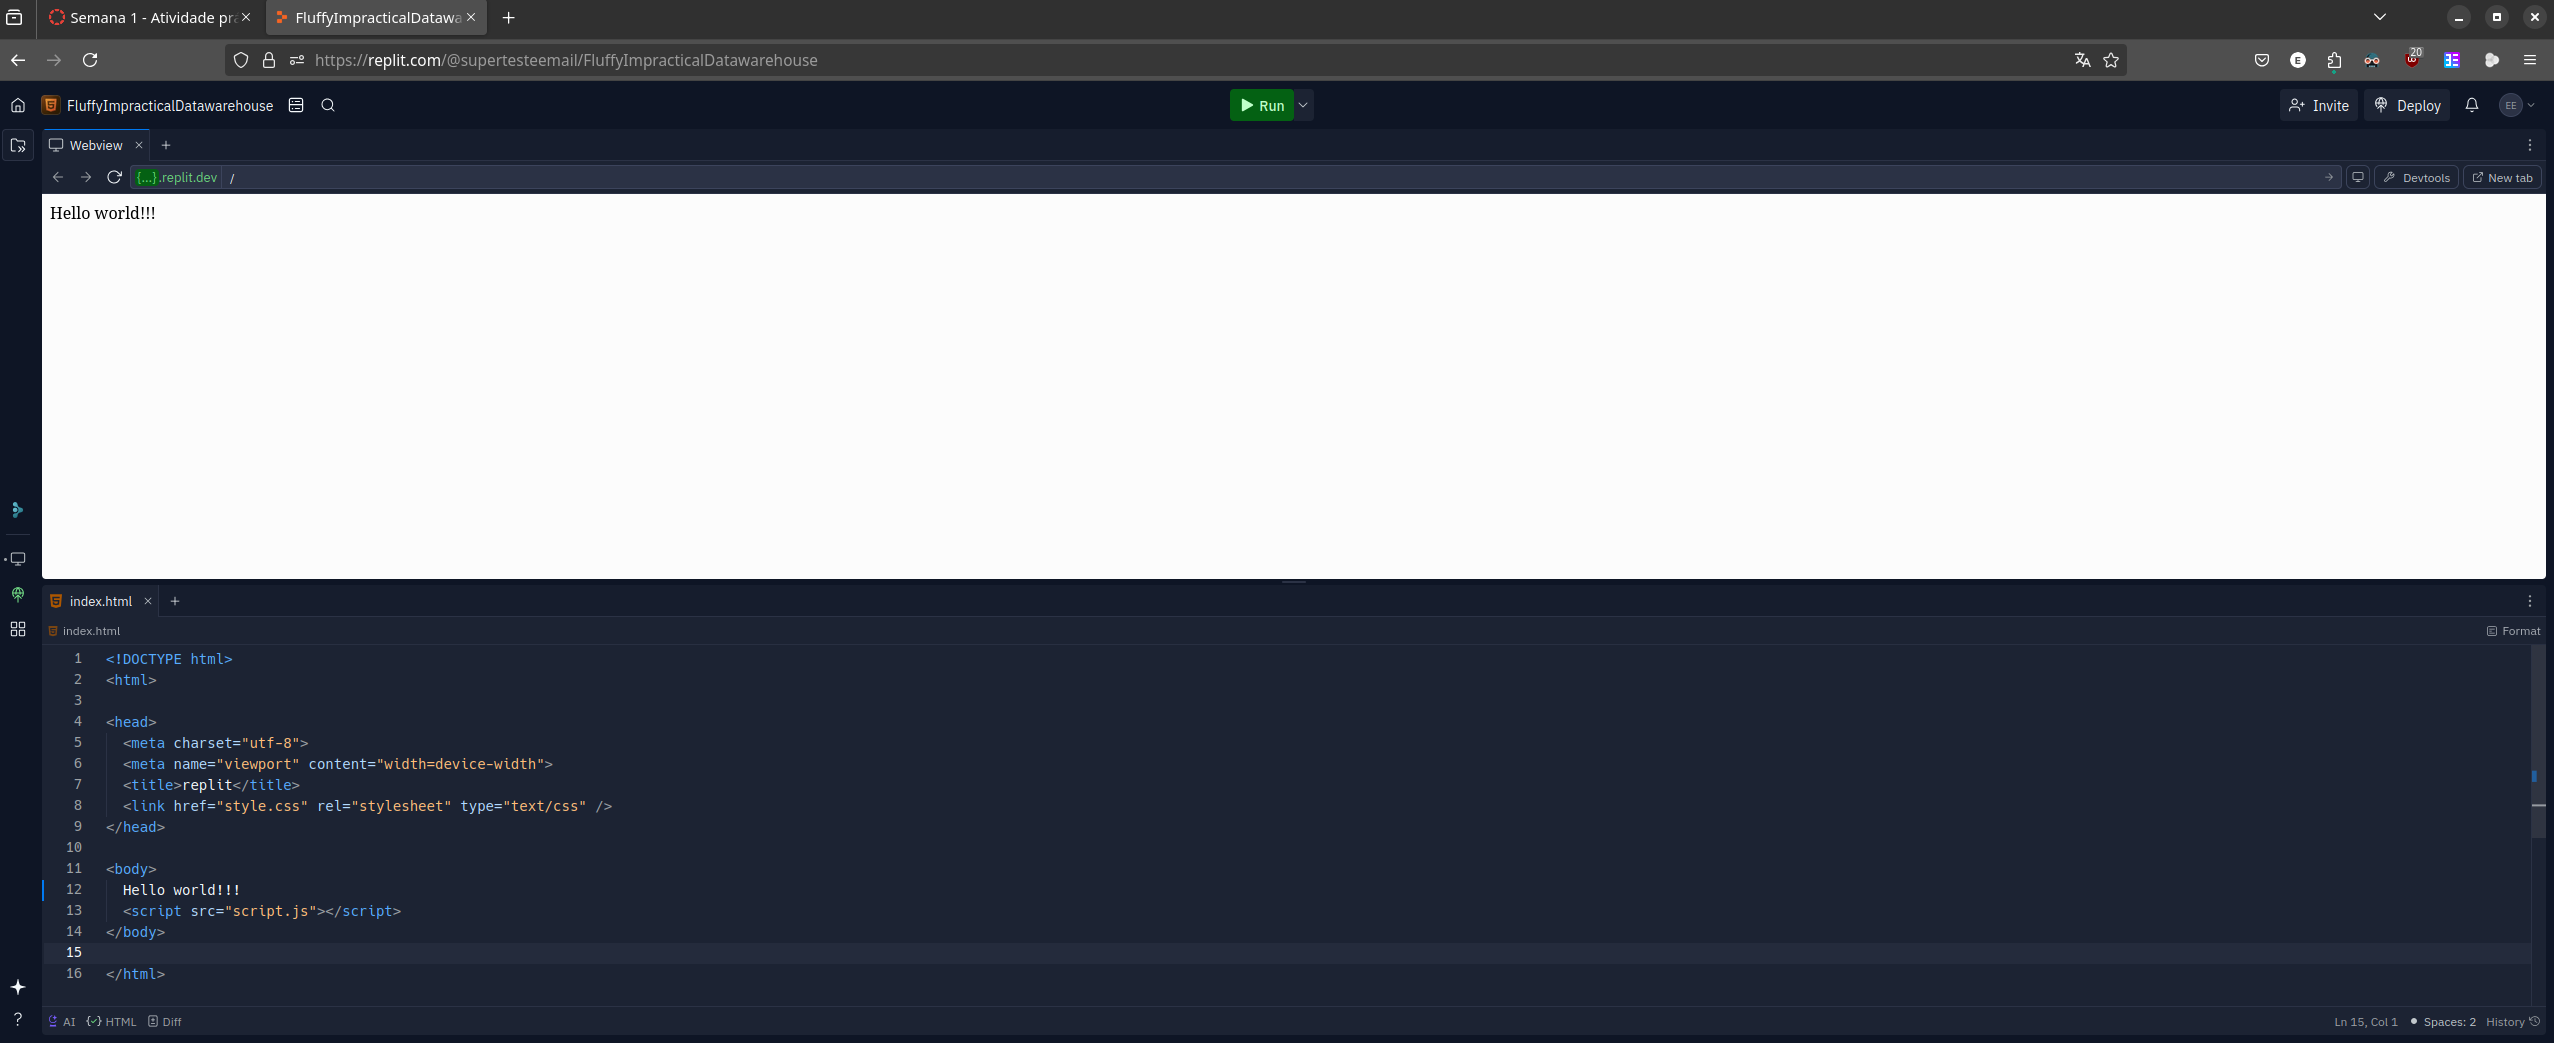 Semana 1 - Atividade pr
FluffyImpracticalDatawa
https://replit.com/@supertesteemail/FluffyImpracticalDatawarehouse
E
20
FluffyImpracticalDatawarehouse
Run
Invite
Deploy
EE
Webview
{...}.replit.dev
/
Devtools
New tab
Hello world!!!
index.html
index.html
Format
1 <!DOCTYPE html>
2 <html>
3
4 <head>
5 <meta charset="utf-8">
6 <meta name="viewport" content="width=device-width">
7 <title>replit</title>
8 <link href="style.css" rel="stylesheet" type="text/css" />
9 </head>
10
11 <body>
12 Hello world!!!
13 <script src="script.js"></script>
14 </body>
15
16 </html>
AI
HTML
Diff
Ln 15, Col 1
Spaces: 2
History